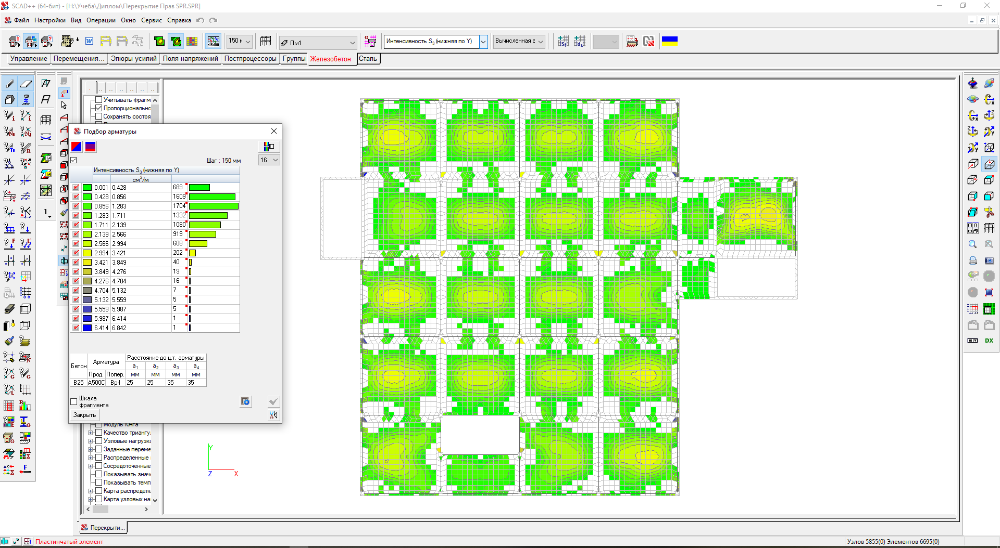 SCAD++ (64-бит) - [H:\Учеба\Диплом\Перекрытие Прав SPR.SPR]
Файл Настройки Вид Операции Окно Сервис Справка
150 Пм1 Интенсивность S3 (нижняя по Y) Вычисленная а
Управление Перемещения... Эпюры усилий Поля напряжений Постпроцессоры Группы Железобетон Сталь
Учитывать фрагм
Пропорционально
Сохранять состоя
Подбор арматуры
Шаг : 150 мм 16
Интенсивность S3 (нижняя по Y)
см2/м
0.001 0.428 689
0.428 0.856 1609
0.856 1.283 1704
1.283 1.711 1332
1.711 2.139 1080
2.139 2.566 919
2.566 2.994 608
2.994 3.421 202
3.421 3.849 40
3.849 4.276 19
4.276 4.704 16
4.704 5.132 7
5.132 5.559 5
5.559 5.987 5
5.987 6.414 1
6.414 6.842 1
Бетон Арматура Расстояние до ц.т. арматуры
a1 a2 a3 a4
Прод. Попер. мм мм мм мм
B25 A500C Bp-I 25 25 35 35
Шкала
фрагмента
Закрыть
Модуль Юнга
Качество триангу.
Узловые нагрузки
Заданные переме
Распределенные
Сосредоточенные
Показывать знач
Показывать темп
Карта распределе
Карта узловых на
Y
Z X
DX
Перекрыти...
Пластинчатый элемент
Узлов 5855(0) Элементов 6695(0)